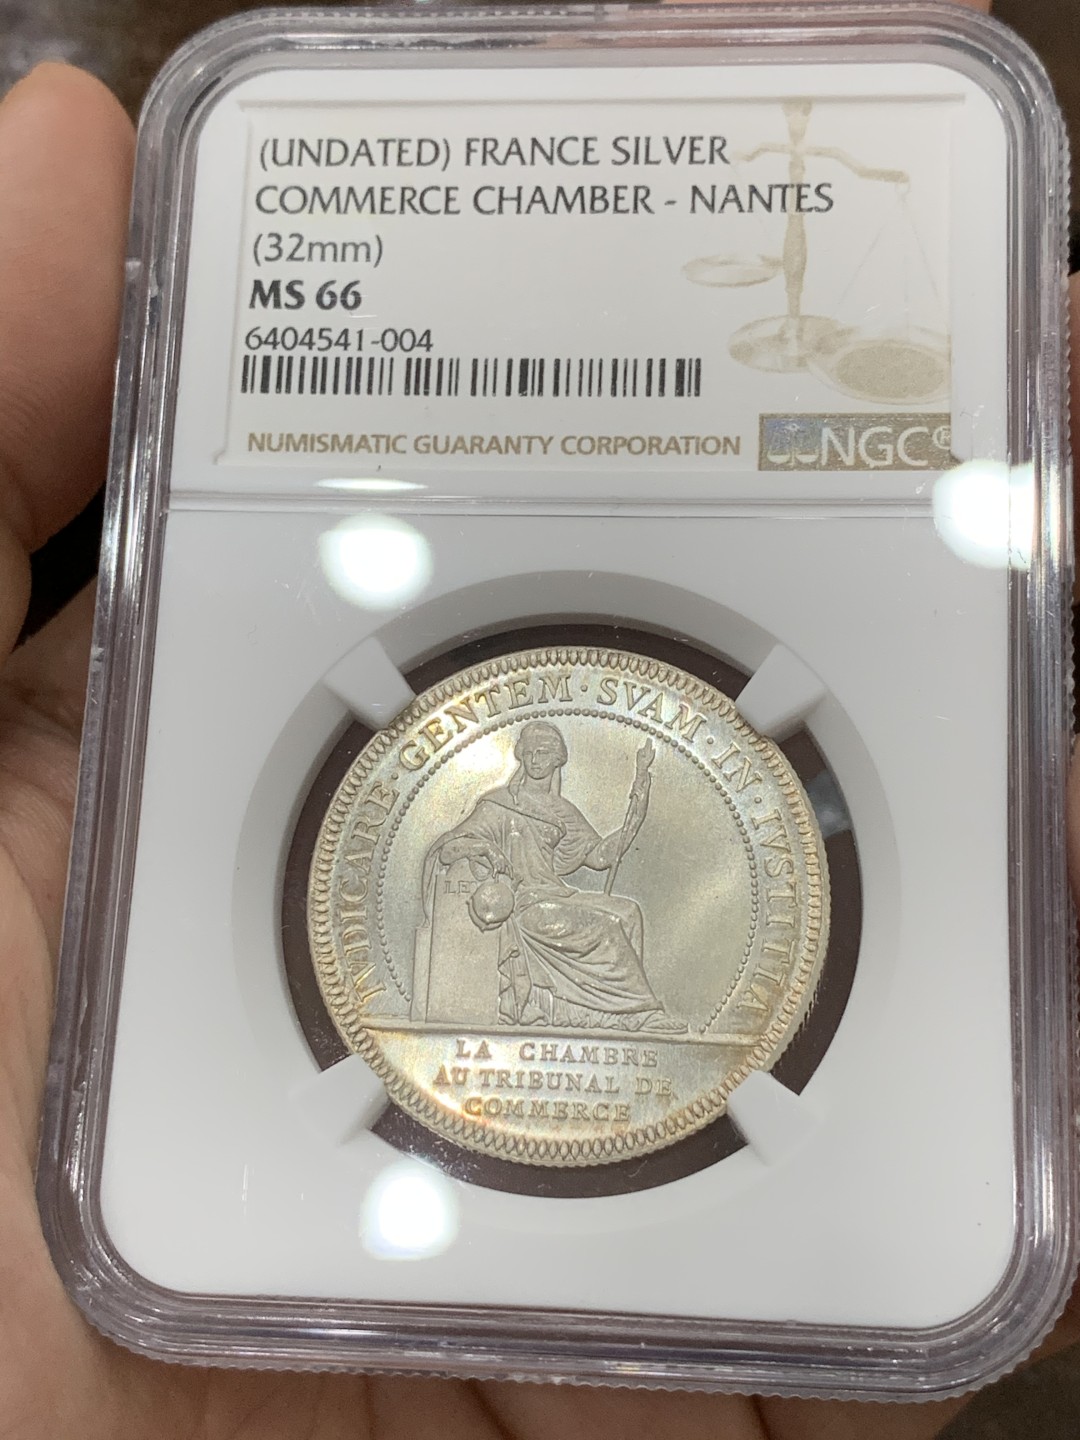 (UNDATED) FRANCE SILVER
COMMERCE CHAMBER - NANTES
(32mm)
MS 66
6404541-004
NUMISMATIC GUARANTY CORPORATION
NGC®
IVDICARE · GENTEM · SVAM · IN · IVSTITIA
LEX
LA CHAMBRE
AU TRIBUNAL DE
COMMERCE